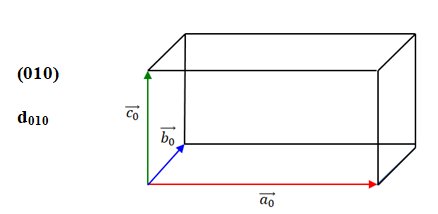 (010)
d₀₁₀
c₀
b₀
a₀